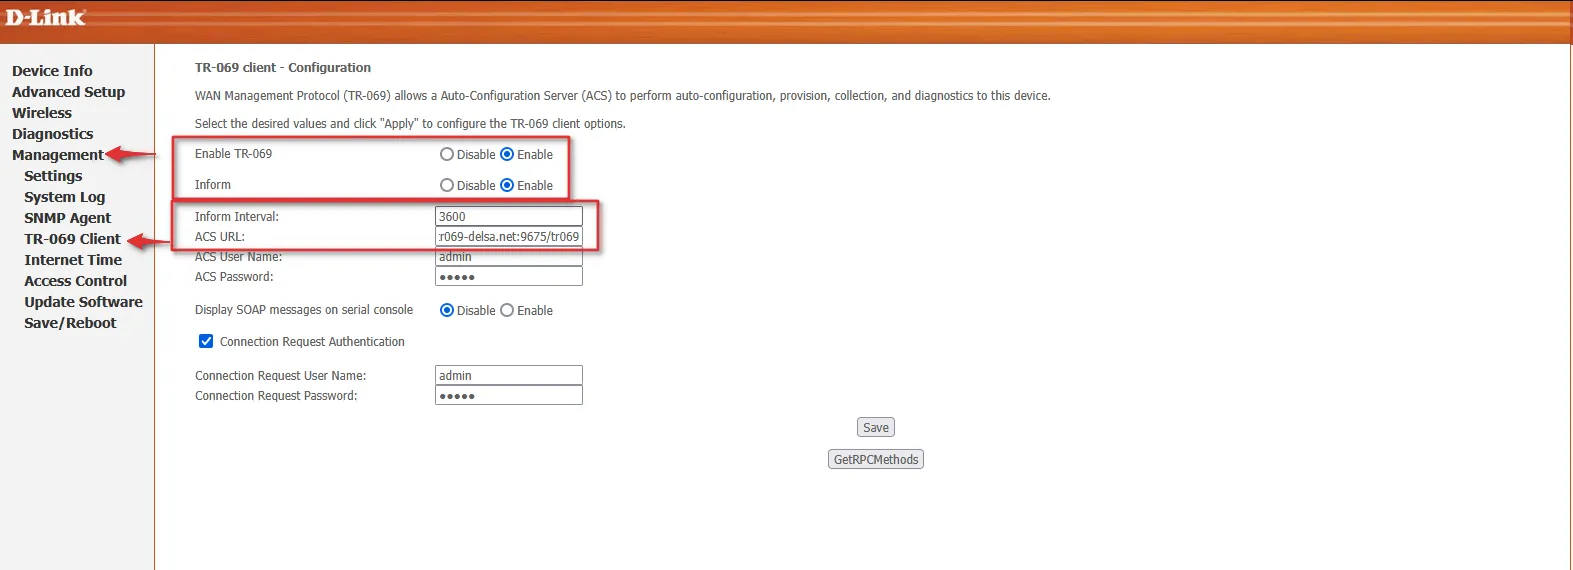 D-Link
Device Info
Advanced Setup
Wireless
Diagnostics
Management
Settings
System Log
SNMP Agent
TR-069 Client
Internet Time
Access Control
Update Software
Save/Reboot
TR-069 client - Configuration
WAN Management Protocol (TR-069) allows a Auto-Configuration Server (ACS) to perform auto-configuration, provision, collection, and diagnostics to this device.
Select the desired values and click "Apply" to configure the TR-069 client options.
Enable TR-069 Disable Enable
Inform Disable Enable
Inform Interval: 3600
ACS URL: r069-delsa.net:9675/tr069
ACS User Name: admin
ACS Password: ●●●●●
Display SOAP messages on serial console Disable Enable
Connection Request Authentication
Connection Request User Name: admin
Connection Request Password: ●●●●●
Save
GetRPCMethods